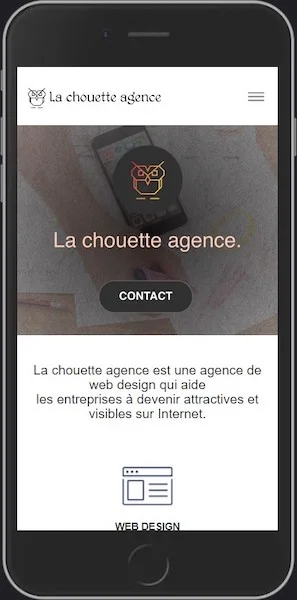 La chouette agence
La chouette agence.
CONTACT
La chouette agence est une agence de
web design qui aide
les entreprises à devenir attractives et
visibles sur Internet.
WEB DESIGN